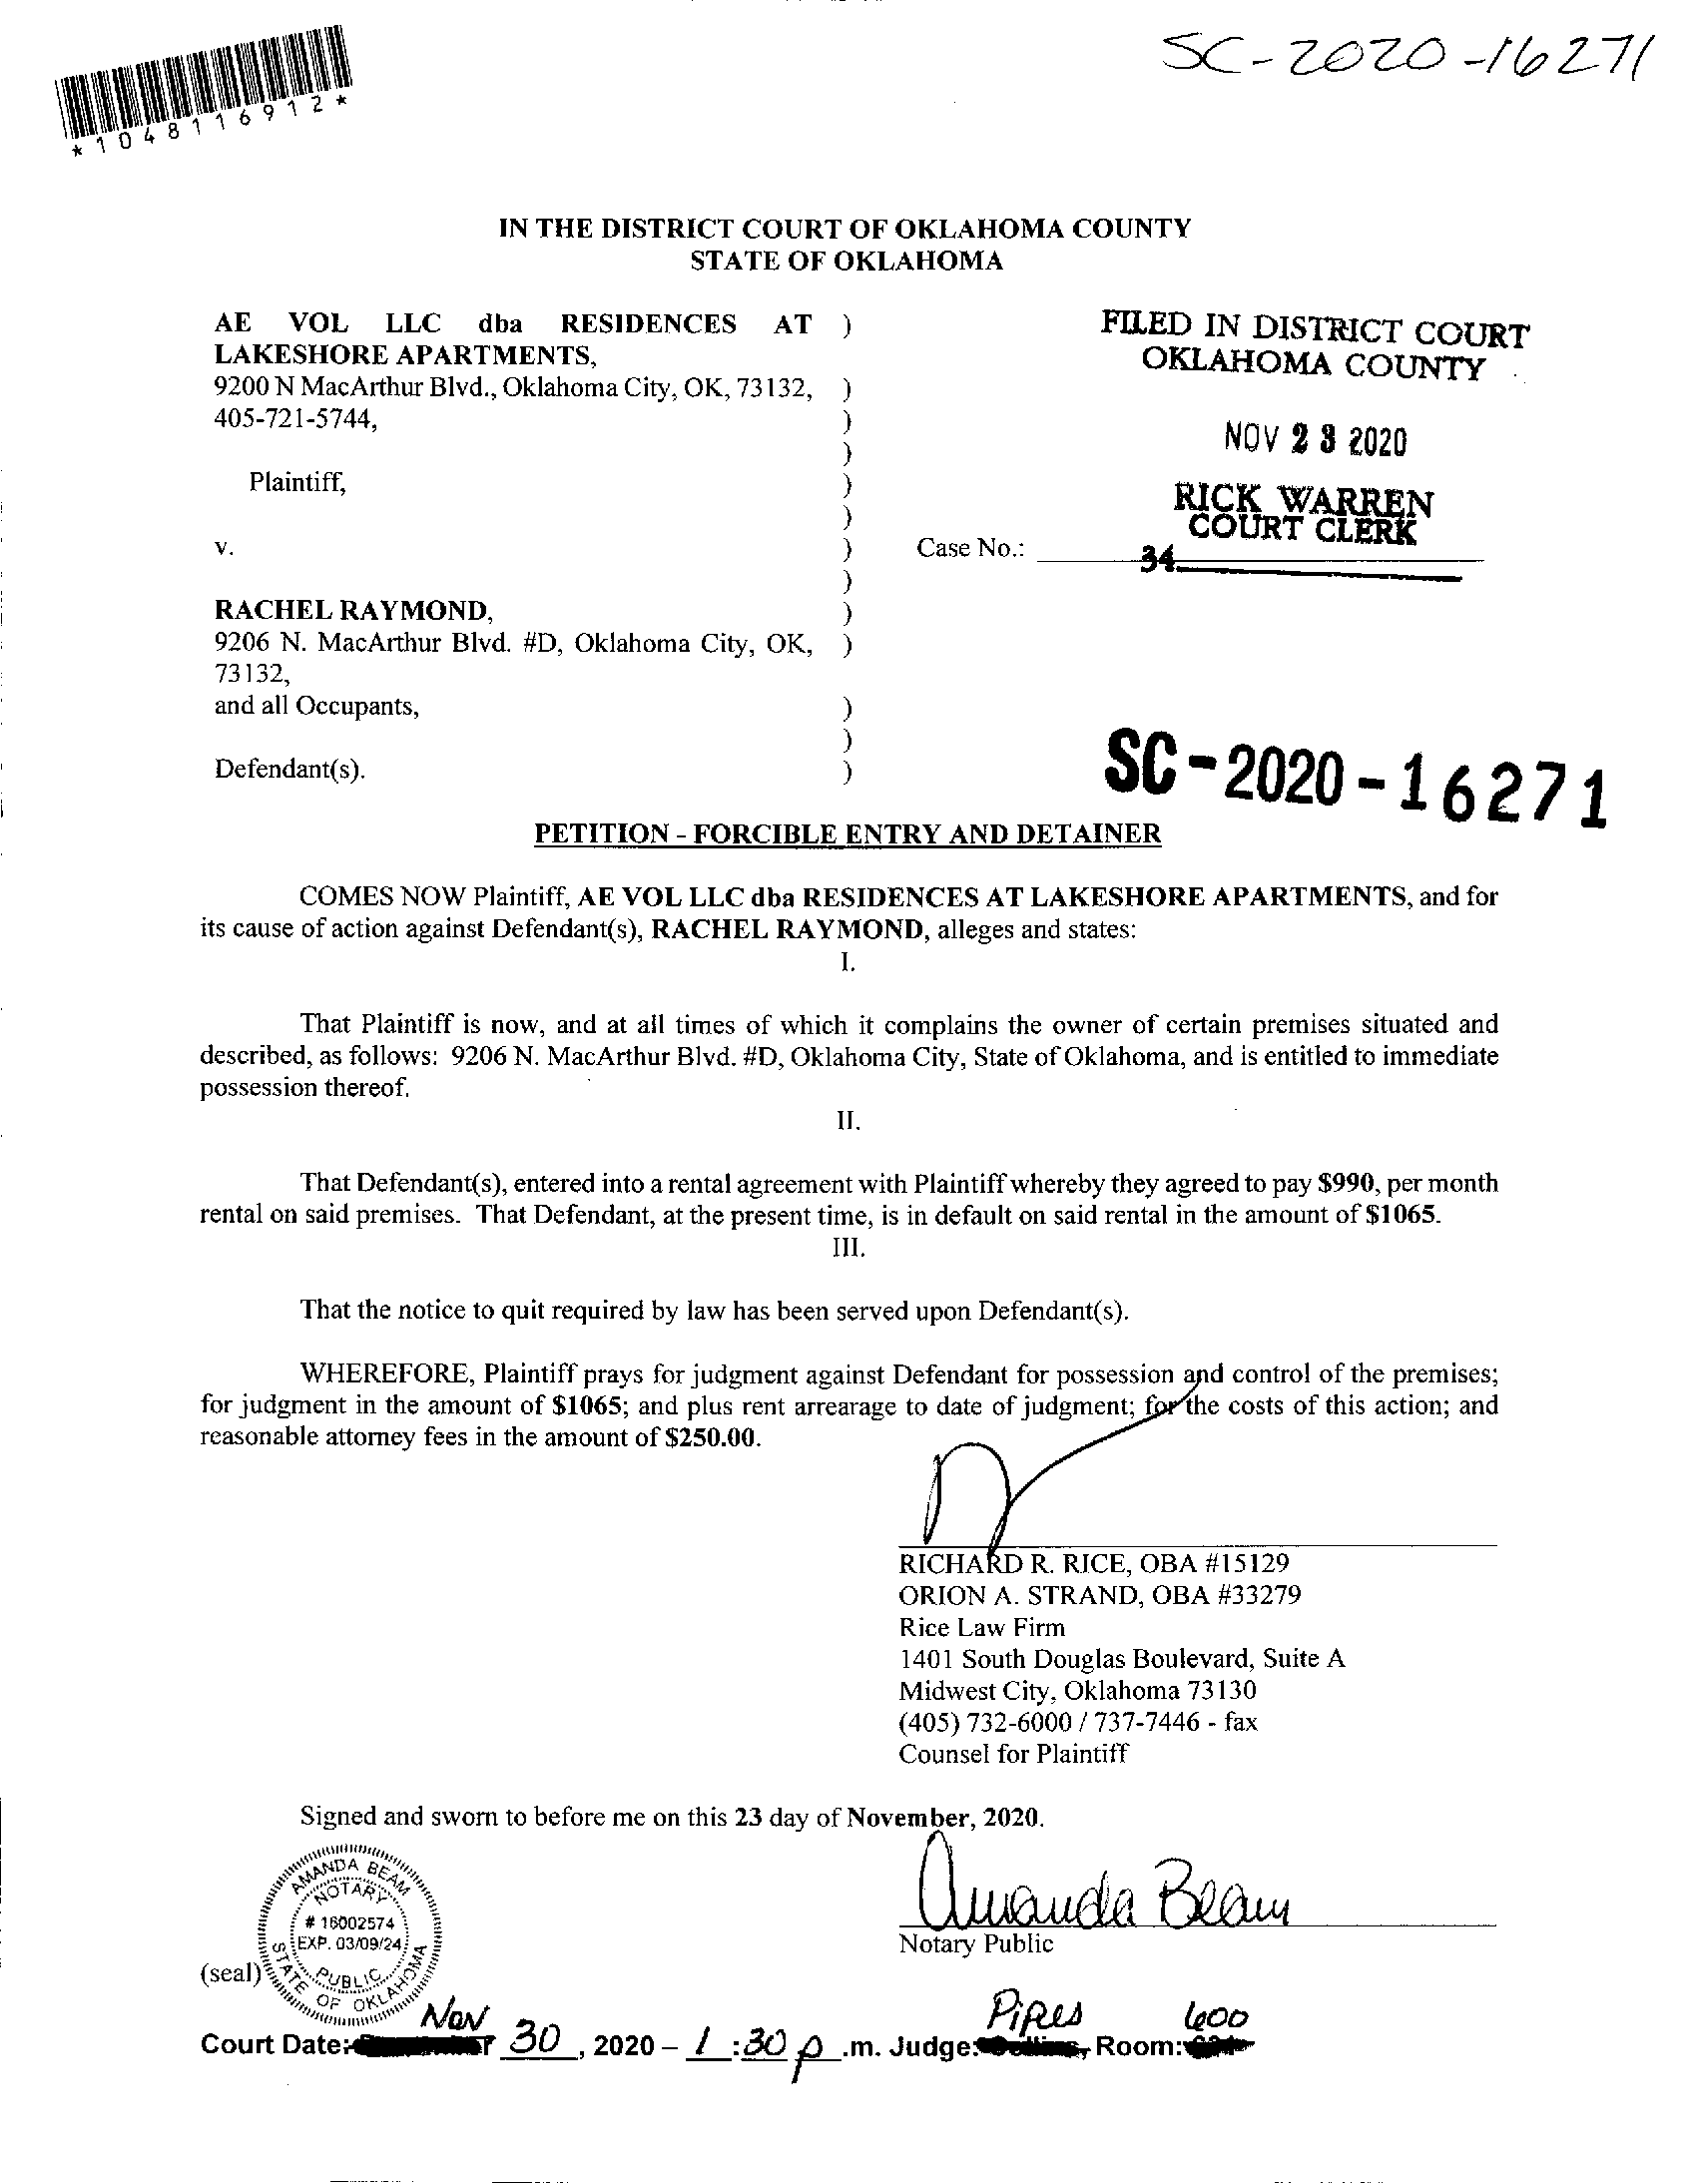 SC-2020-16271
*1048116912*
IN THE DISTRICT COURT OF OKLAHOMA COUNTY
STATE OF OKLAHOMA
AE VOL LLC dba RESIDENCES AT )
LAKESHORE APARTMENTS,
9200 N MacArthur Blvd., Oklahoma City, OK, 73132, )
405-721-5744, )
)
Plaintiff, )
)
v. )
)
RACHEL RAYMOND, )
9206 N. MacArthur Blvd. #D, Oklahoma City, OK, )
73132,
and all Occupants, )
)
Defendant(s). )
FILED IN DISTRICT COURT
OKLAHOMA COUNTY
NOV 23 2020
RICK WARREN
COURT CLERK
Case No.: 34
SC-2020-16271
PETITION - FORCIBLE ENTRY AND DETAINER
COMES NOW Plaintiff, AE VOL LLC dba RESIDENCES AT LAKESHORE APARTMENTS, and for
its cause of action against Defendant(s), RACHEL RAYMOND, alleges and states:
I.
That Plaintiff is now, and at all times of which it complains the owner of certain premises situated and
described, as follows: 9206 N. MacArthur Blvd. #D, Oklahoma City, State of Oklahoma, and is entitled to immediate
possession thereof.
II.
That Defendant(s), entered into a rental agreement with Plaintiff whereby they agreed to pay $990, per month
rental on said premises. That Defendant, at the present time, is in default on said rental in the amount of $1065.
III.
That the notice to quit required by law has been served upon Defendant(s).
WHEREFORE, Plaintiff prays for judgment against Defendant for possession and control of the premises;
for judgment in the amount of $1065; and plus rent arrearage to date of judgment; for the costs of this action; and
reasonable attorney fees in the amount of $250.00.
RICHARD R. RICE, OBA #15129
ORION A. STRAND, OBA #33279
Rice Law Firm
1401 South Douglas Boulevard, Suite A
Midwest City, Oklahoma 73130
(405) 732-6000 / 737-7446 - fax
Counsel for Plaintiff
Signed and sworn to before me on this 23 day of November, 2020.
AMANDA BEAM
NOTARY
# 16002574
EXP. 03/09/24
PUBLIC
STATE OF OKLAHOMA
(seal)
Amanda Beam
Notary Public
Nov Pipes 600
Court Date: 30, 2020 – 1:30 p.m. Judge: , Room: